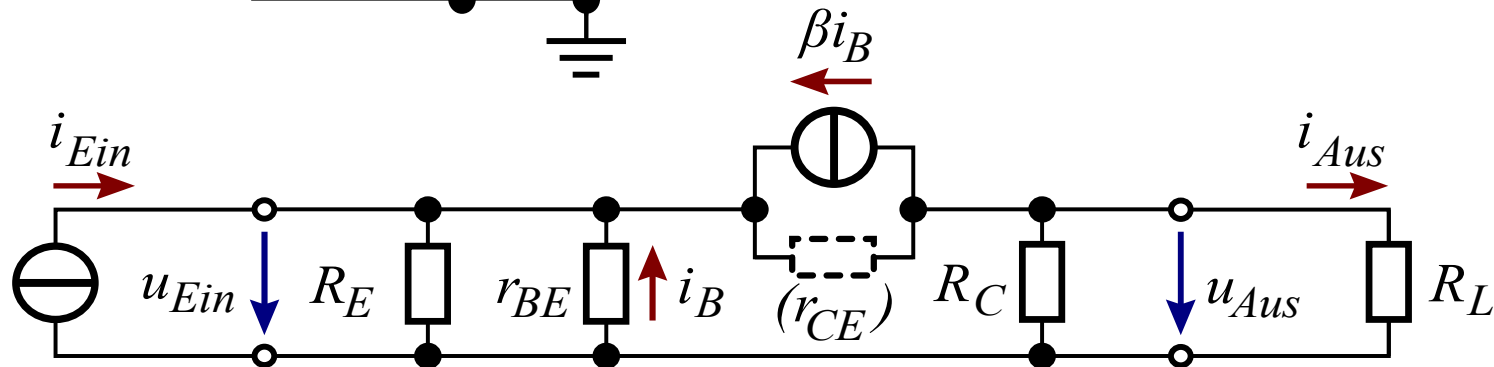 βi_B
i_Ein
i_Aus
u_Ein
R_E
r_BE
i_B
(r_CE)
R_C
u_Aus
R_L